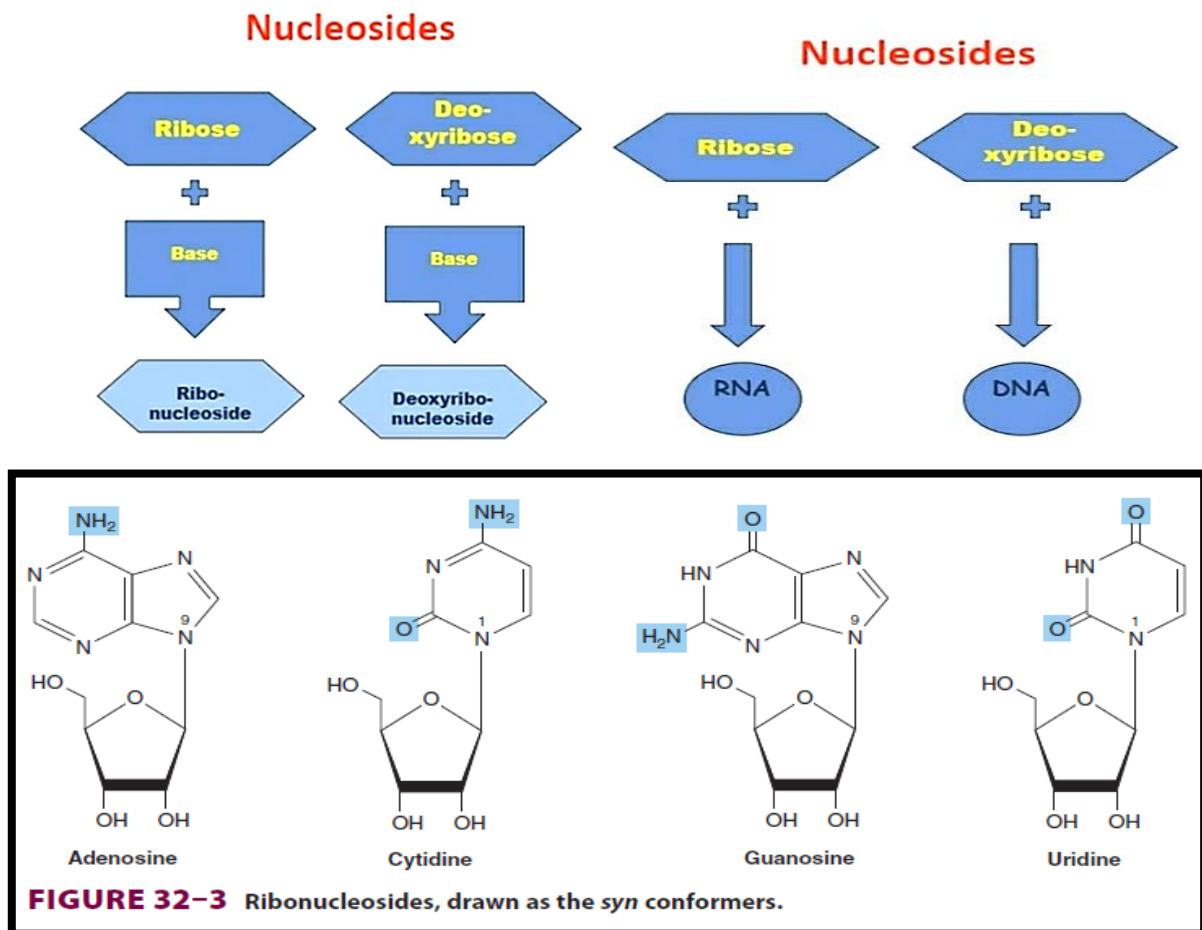 Nucleosides
Nucleosides
Ribose
Deo-
xyribose
Base
Base
Ribo-
nucleoside
Deoxyribo-
nucleoside
Ribose
Deo-
xyribose
RNA
DNA
NH2
N
N
N
N
9
HO
O
OH OH
Adenosine
NH2
N
O
N
1
HO
O
OH OH
Cytidine
O
HN
N
H2N
N
N
9
HO
O
OH OH
Guanosine
O
HN
O
N
1
HO
O
OH OH
Uridine
FIGURE 32–3 Ribonucleosides, drawn as the syn conformers.